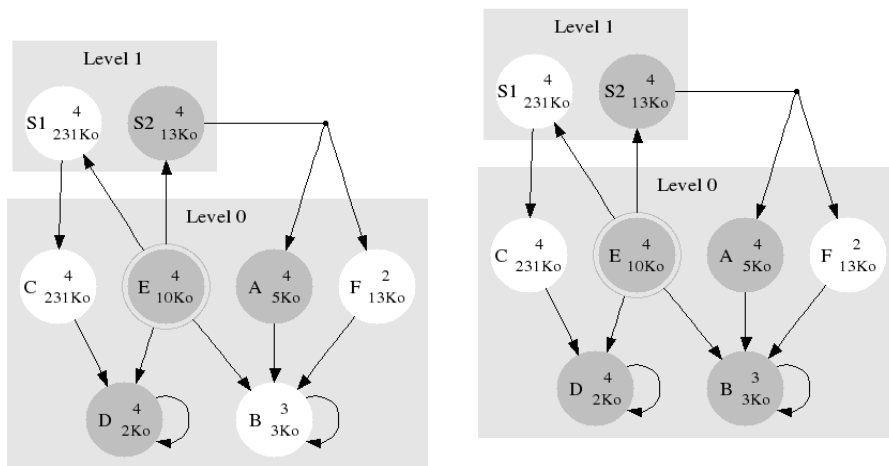 Level 1
S1 4
231Ko
S2 4
13Ko
Level 0
C 4
231Ko
E 4
10Ko
A 4
5Ko
F 2
13Ko
D 4
2Ko
B 3
3Ko
Level 1
S1 4
231Ko
S2 4
13Ko
Level 0
C 4
231Ko
E 4
10Ko
A 4
5Ko
F 2
13Ko
D 4
2Ko
B 3
3Ko